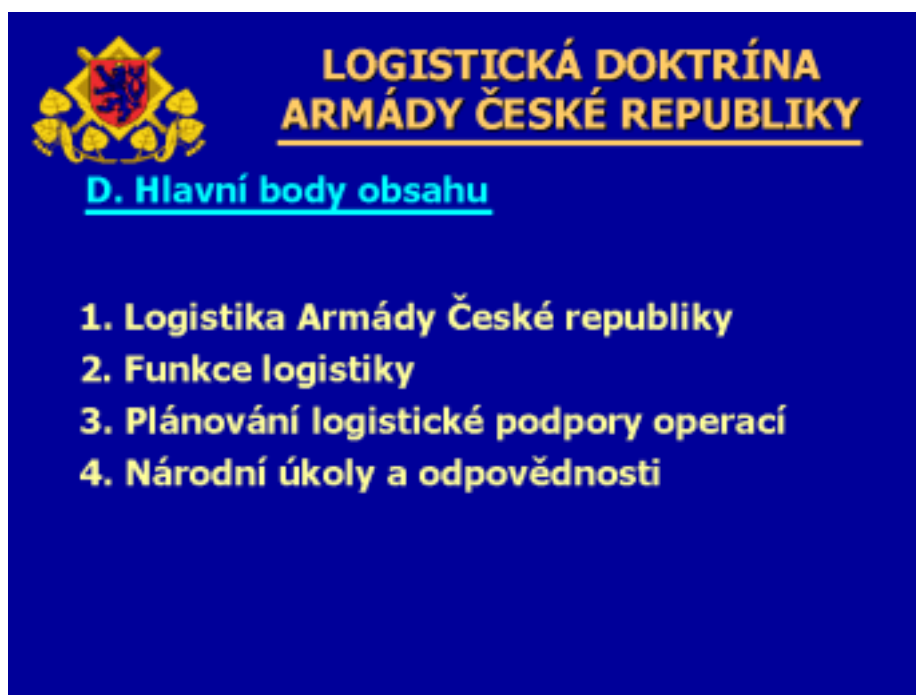 LOGISTICKÁ DOKTRÍNA
ARMÁDY ČESKÉ REPUBLIKY
D. Hlavní body obsahu
1. Logistika Armády České republiky
2. Funkce logistiky
3. Plánování logistické podpory operací
4. Národní úkoly a odpovědnosti